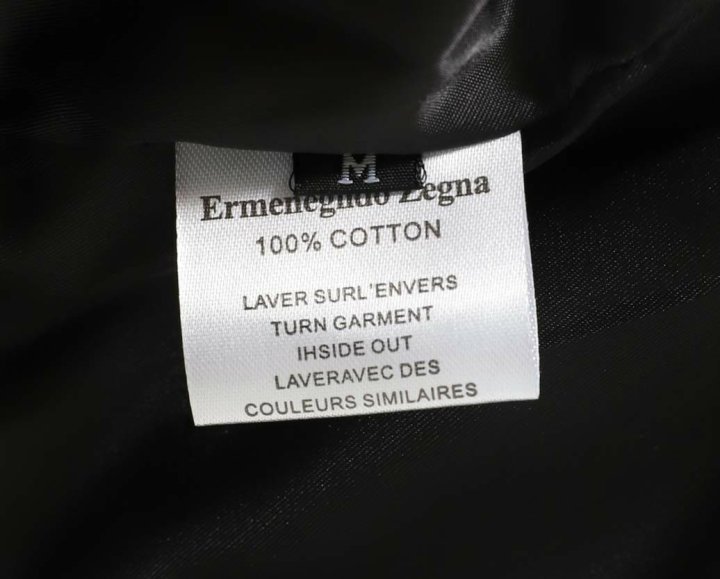 M
Ermenegildo Zegna
100% COTTON
LAVER SURL'ENVERS
TURN GARMENT
IHSIDE OUT
LAVERAVEC DES
COULEURS SIMILAIRES